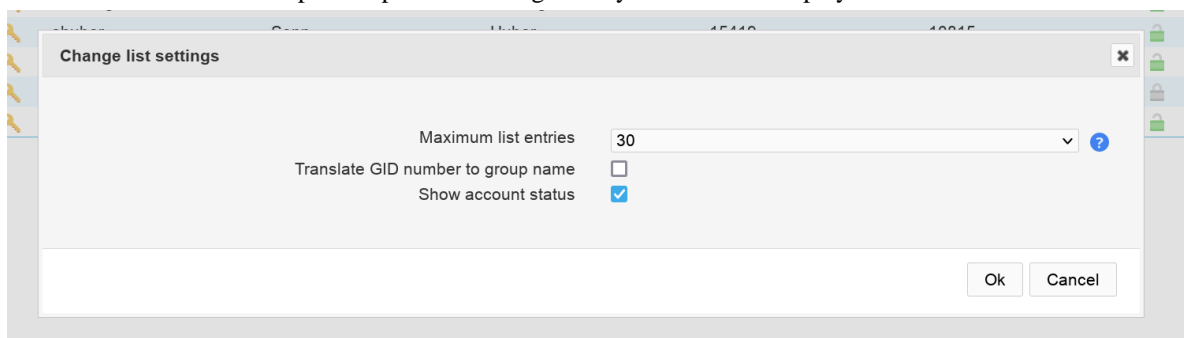 Change list settings
Maximum list entries 30
Translate GID number to group name
Show account status
Ok Cancel